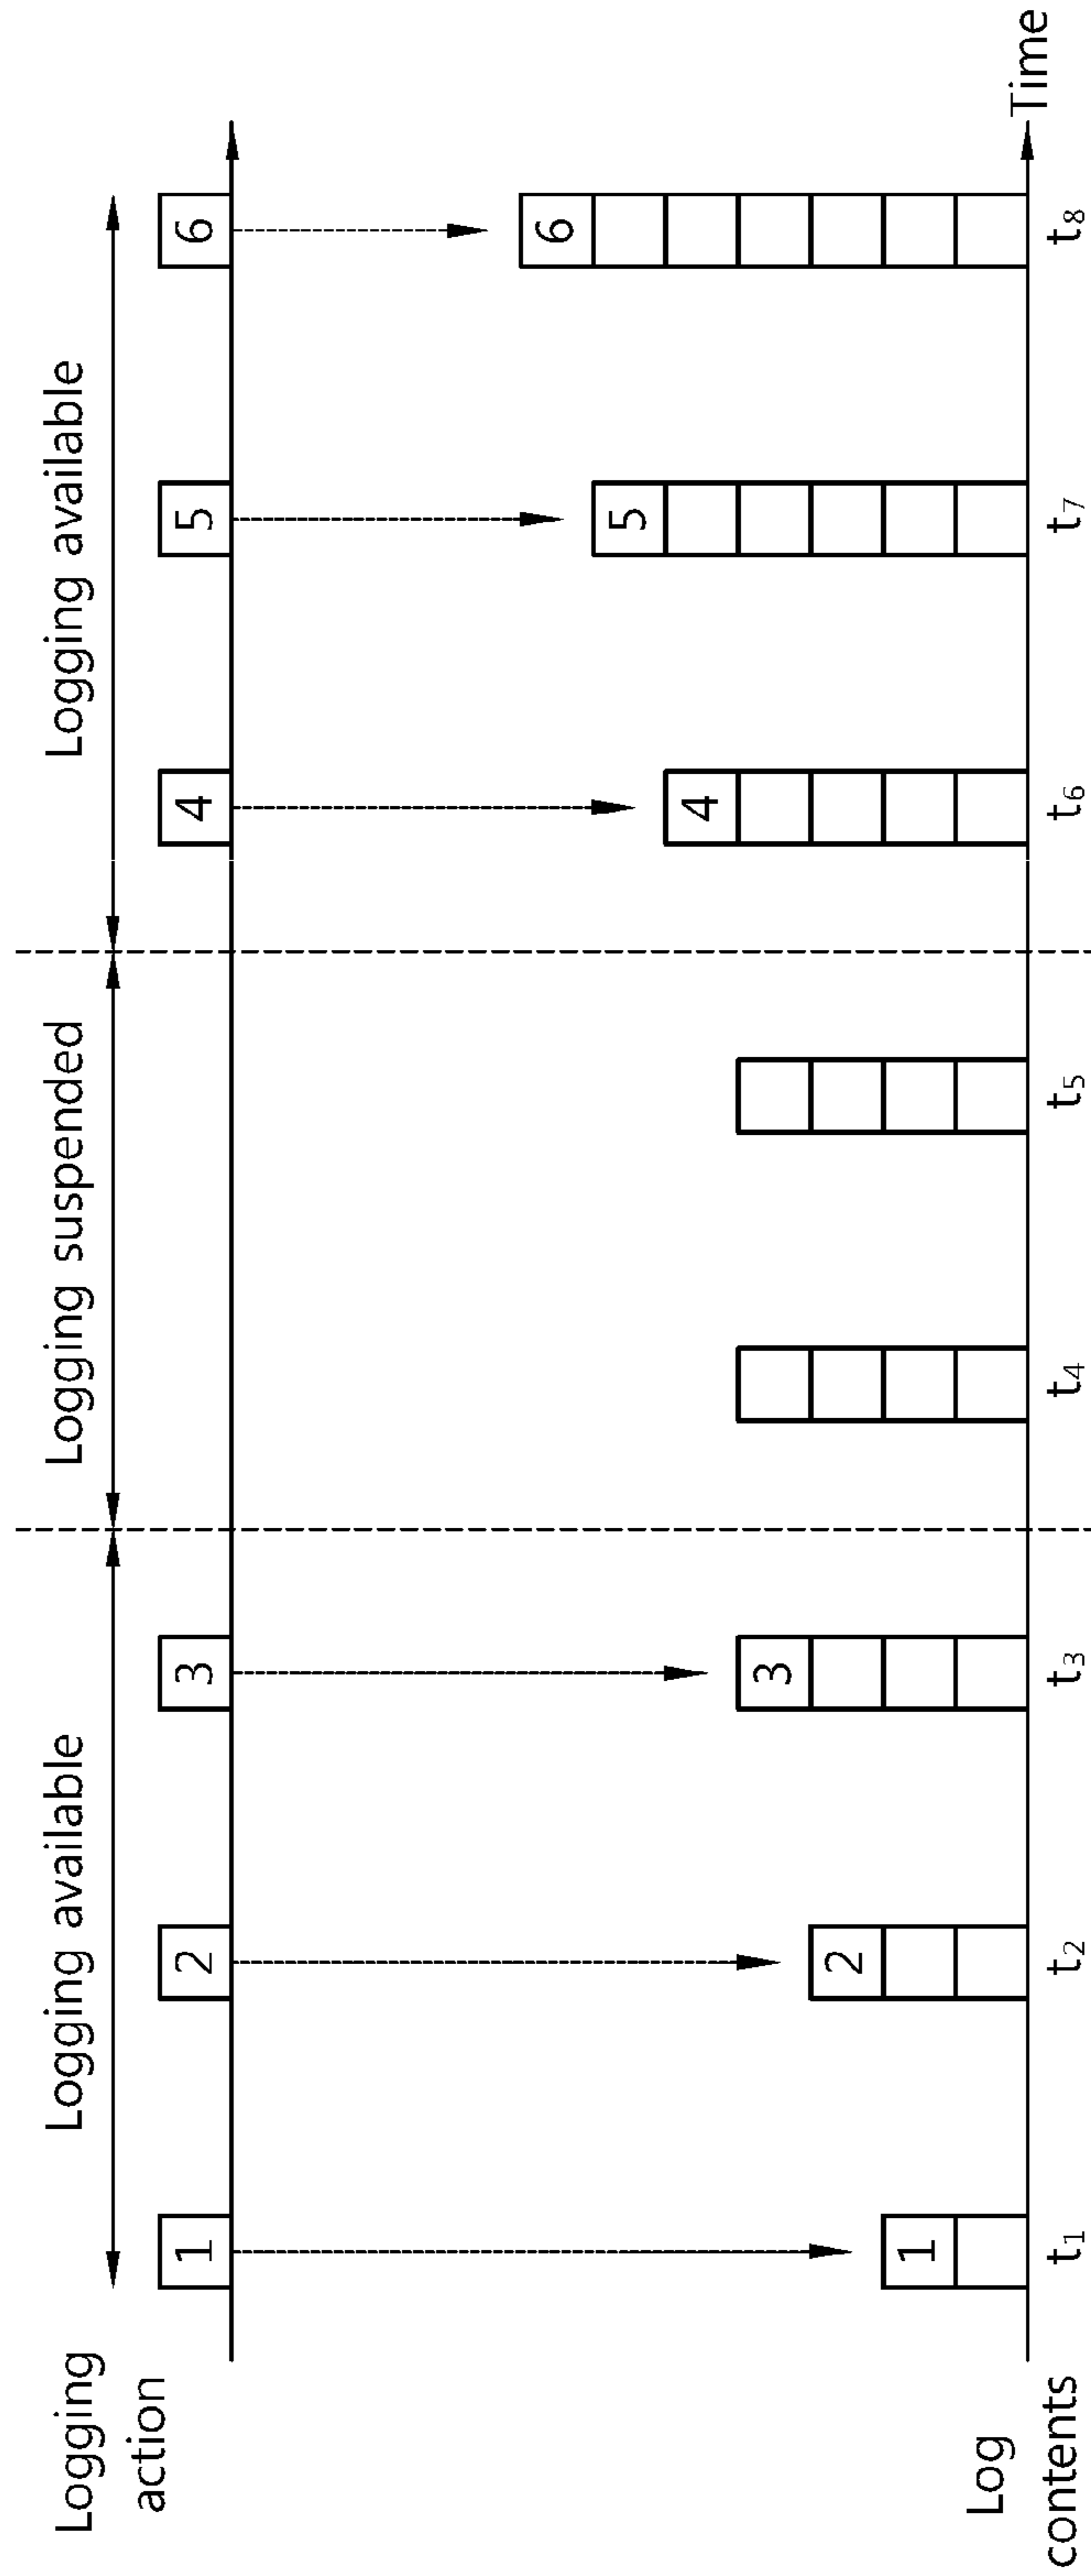 Logging available
Logging suspended
Logging available
Logging
action
1
2
3
4
5
6
1
2
3
4
5
6
Log
contents
Time
t₁
t₂
t₃
t₄
t₅
t₆
t₇
t₈